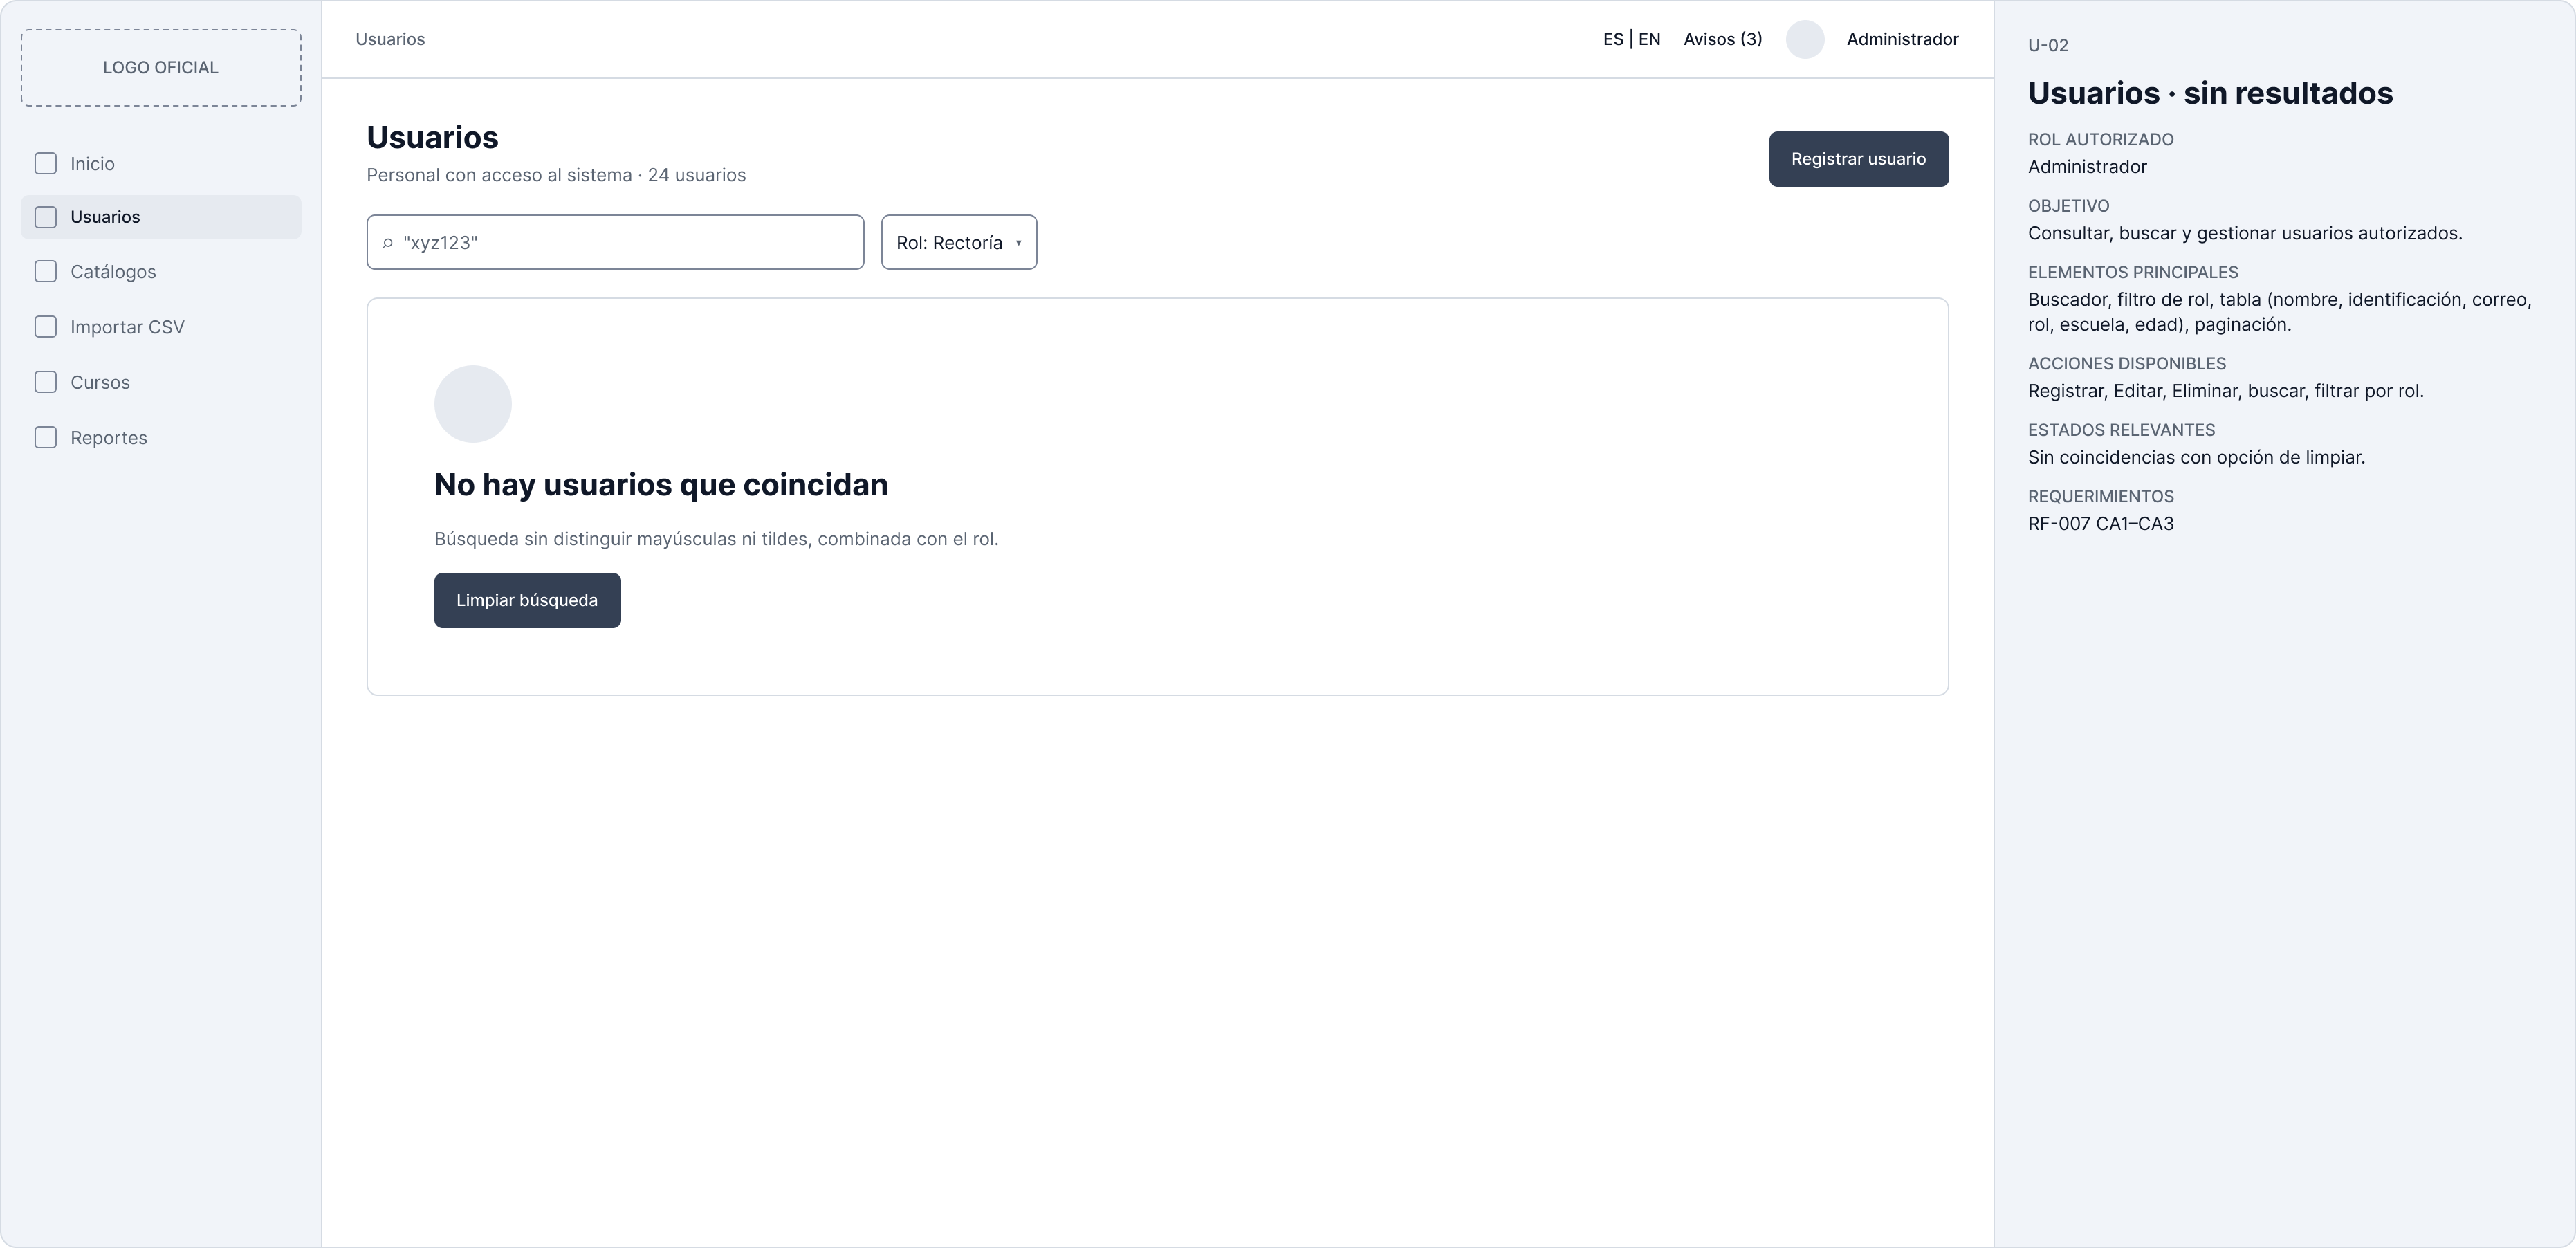 LOGO OFICIAL
Inicio
Usuarios
Catálogos
Importar CSV
Cursos
Reportes
Usuarios
ES | EN
Avisos (3)
Administrador
Usuarios
Personal con acceso al sistema · 24 usuarios
Registrar usuario
"xyz123"
Rol: Rectoría
No hay usuarios que coincidan
Búsqueda sin distinguir mayúsculas ni tildes, combinada con el rol.
Limpiar búsqueda
U-02
Usuarios · sin resultados
ROL AUTORIZADO
Administrador
OBJETIVO
Consultar, buscar y gestionar usuarios autorizados.
ELEMENTOS PRINCIPALES
Buscador, filtro de rol, tabla (nombre, identificación, correo,
rol, escuela, edad), paginación.
ACCIONES DISPONIBLES
Registrar, Editar, Eliminar, buscar, filtrar por rol.
ESTADOS RELEVANTES
Sin coincidencias con opción de limpiar.
REQUERIMIENTOS
RF-007 CA1–CA3